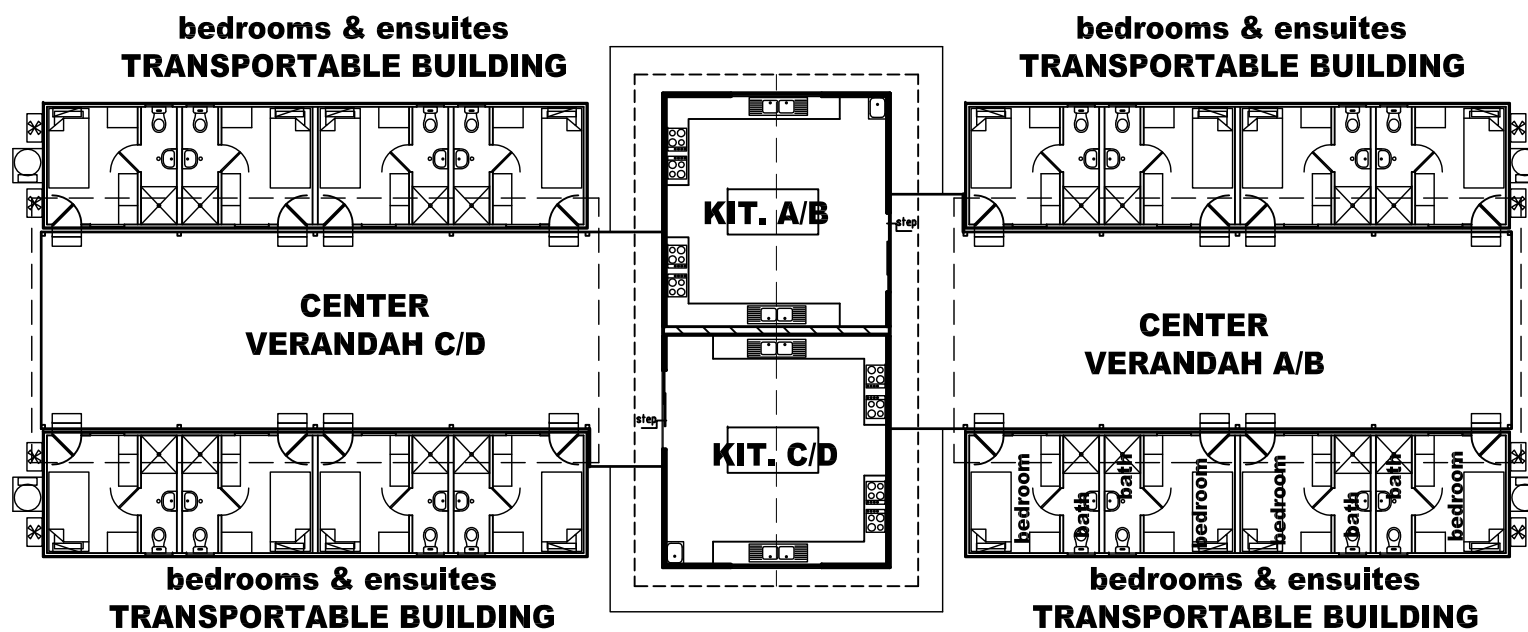 bedrooms & ensuites
TRANSPORTABLE BUILDING
bedrooms & ensuites
TRANSPORTABLE BUILDING
KIT. A/B
step
CENTER
VERANDAH C/D
CENTER
VERANDAH A/B
step
KIT. C/D
bedroom
bath
bath
bedroom
bedroom
bath
bath
bedroom
bedrooms & ensuites
TRANSPORTABLE BUILDING
bedrooms & ensuites
TRANSPORTABLE BUILDING